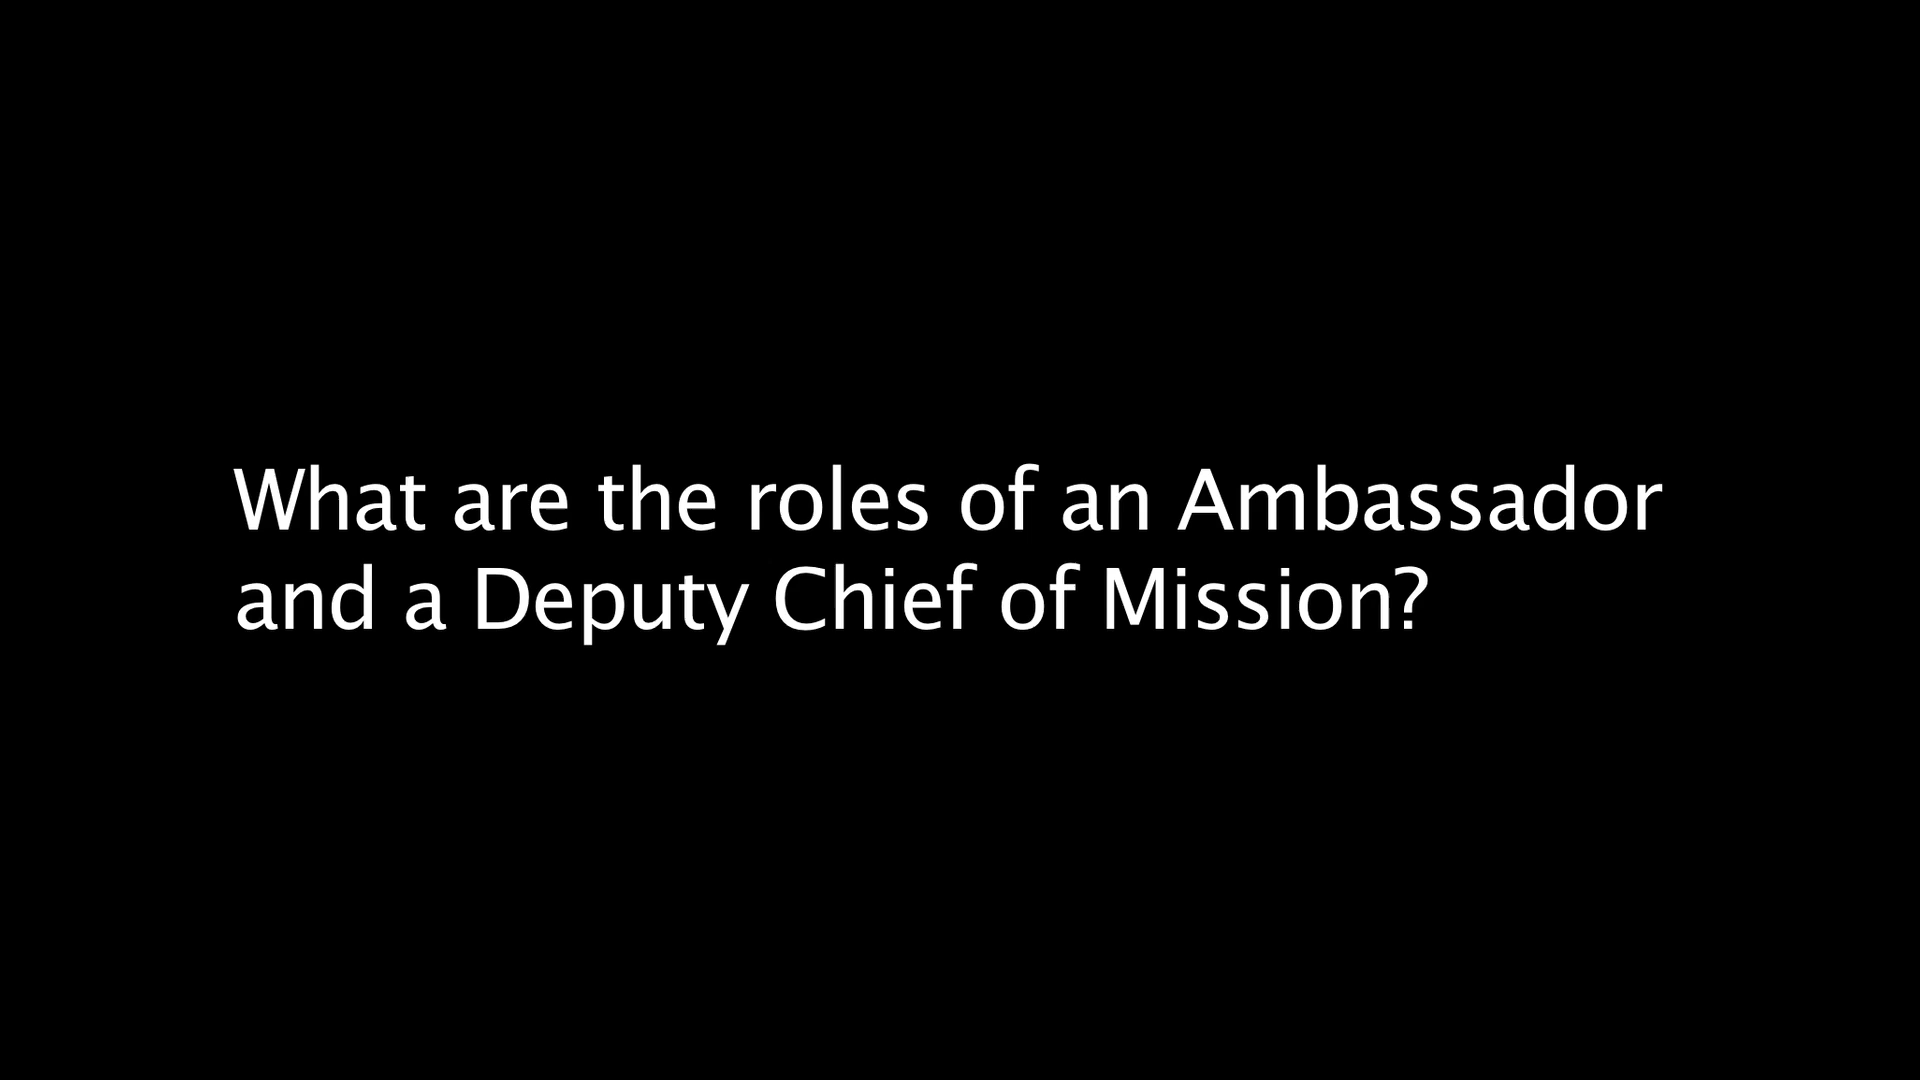 What are the roles of an Ambassador
and a Deputy Chief of Mission?